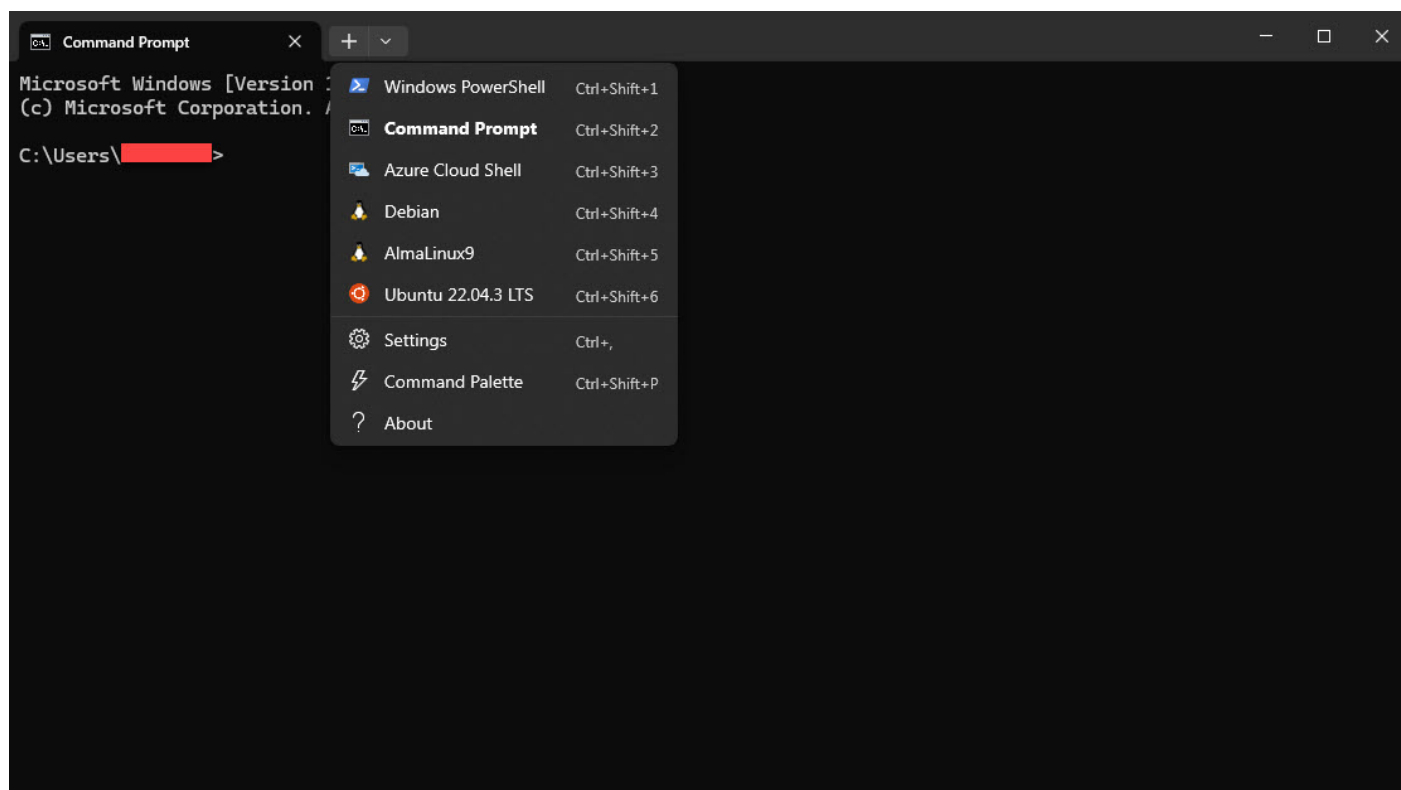 Command Prompt
Microsoft Windows [Version
(c) Microsoft Corporation.
C:\Users\ >
Windows PowerShell Ctrl+Shift+1
Command Prompt Ctrl+Shift+2
Azure Cloud Shell Ctrl+Shift+3
Debian Ctrl+Shift+4
AlmaLinux9 Ctrl+Shift+5
Ubuntu 22.04.3 LTS Ctrl+Shift+6
Settings Ctrl+,
Command Palette Ctrl+Shift+P
About